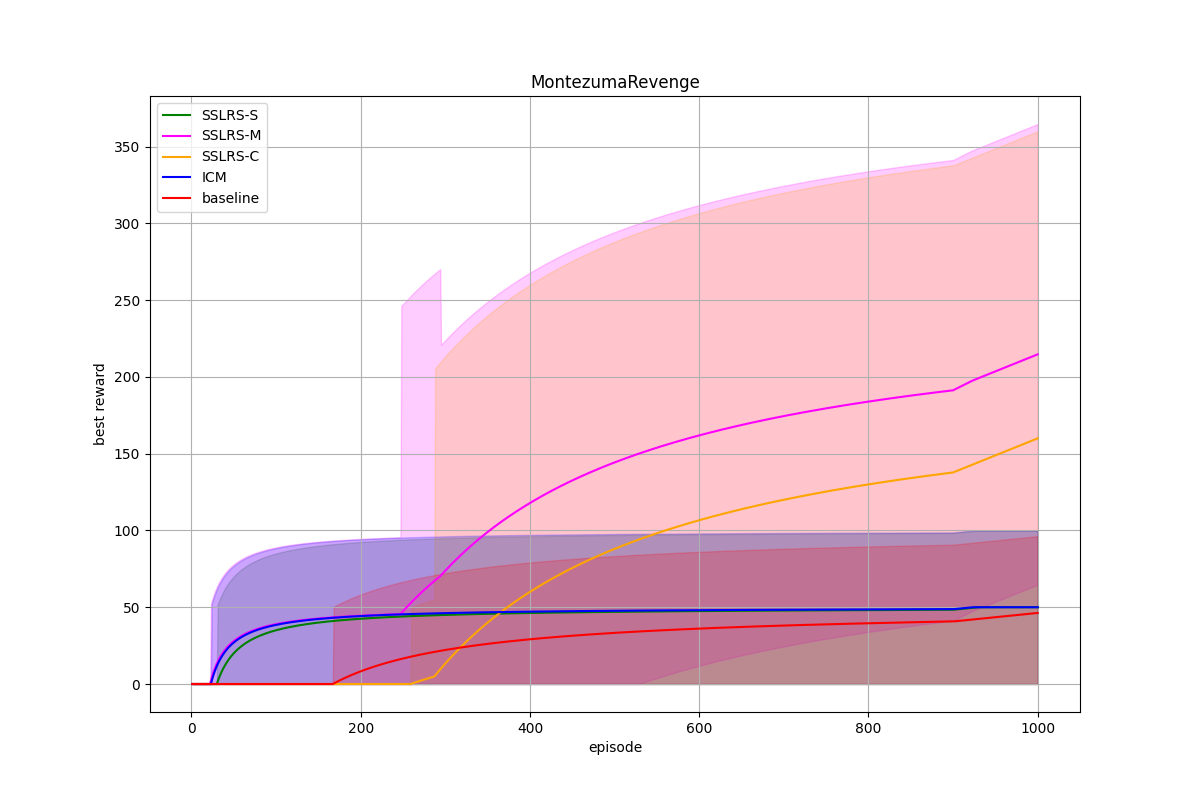 MontezumaRevenge
SSLRS-S
SSLRS-M
SSLRS-C
ICM
baseline
best reward
350
300
250
200
150
100
50
0
0 200 400 600 800 1000
episode